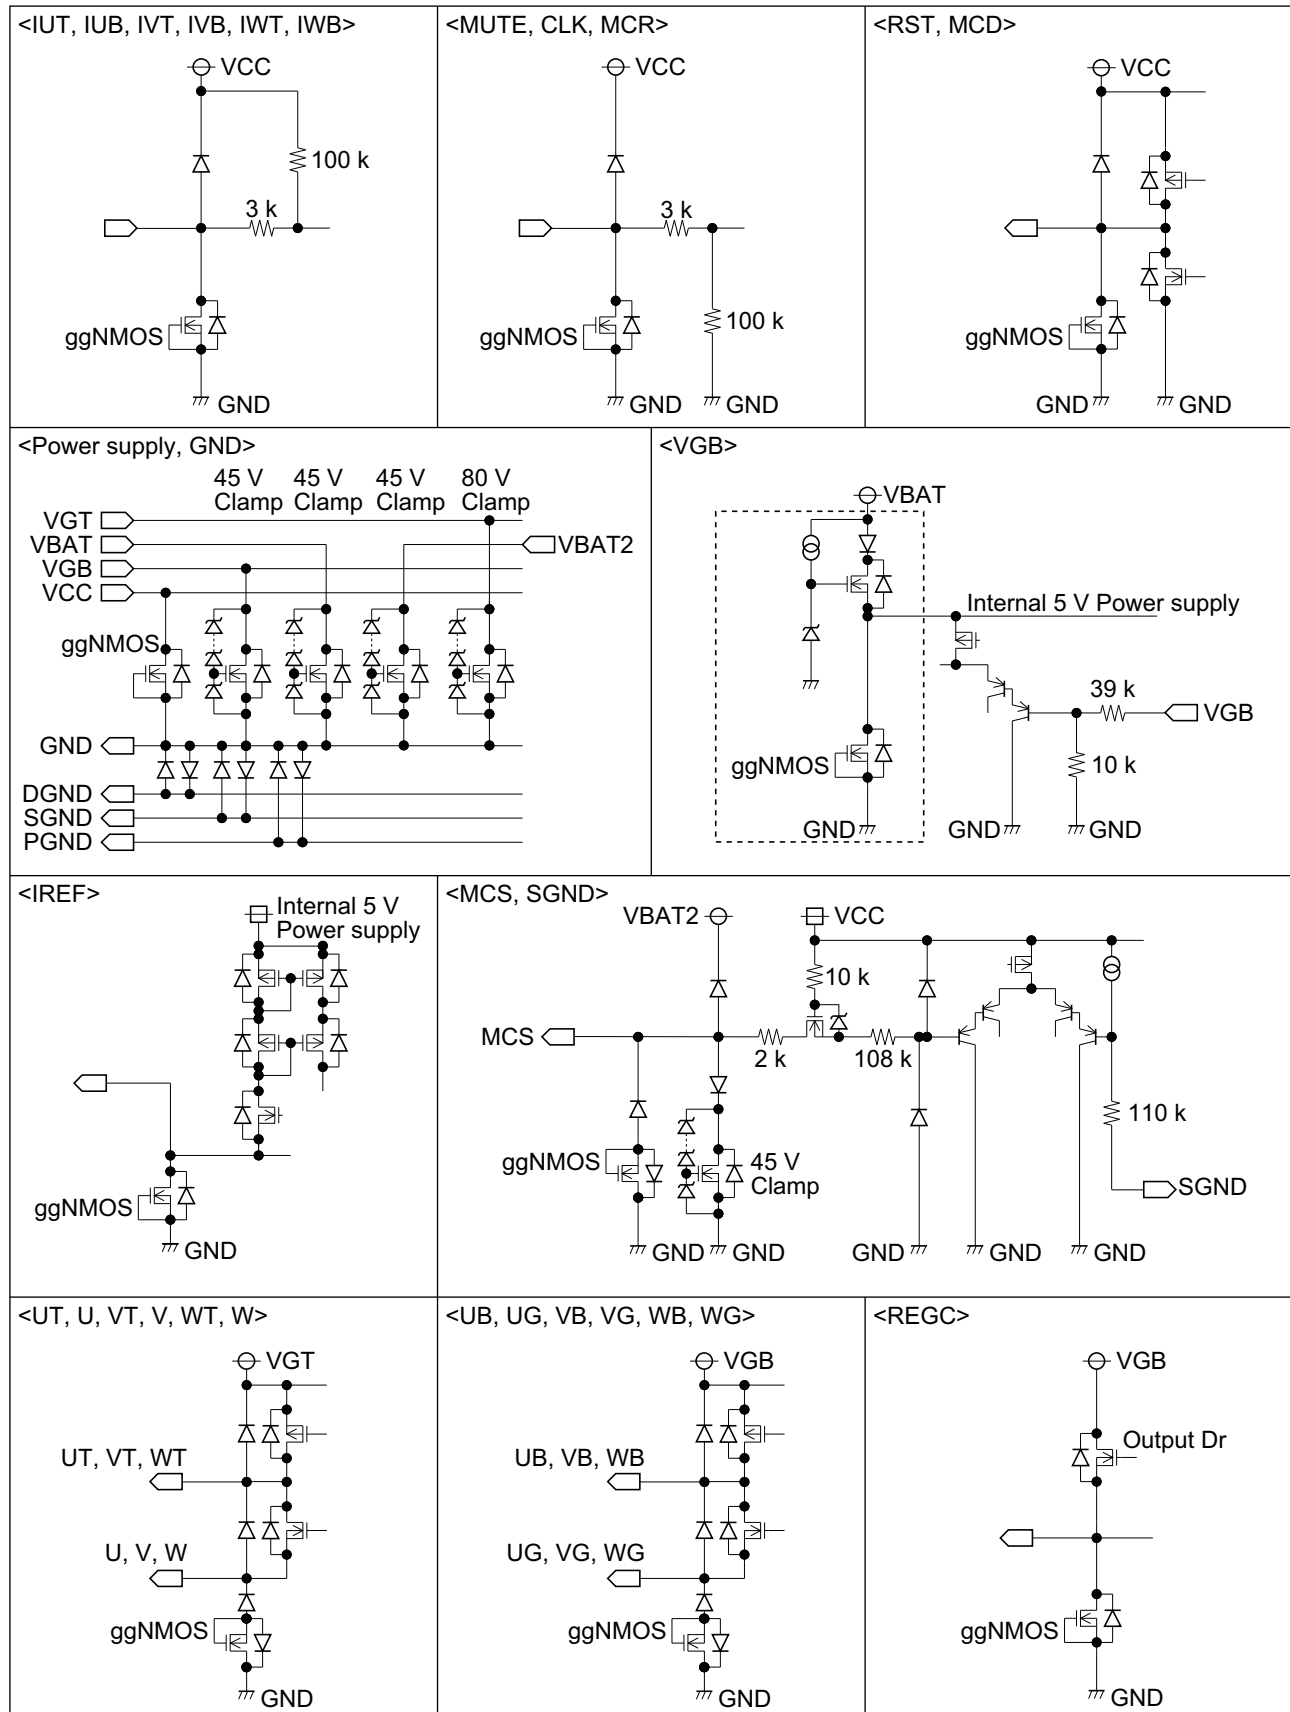 <IUT, IUB, IVT, IVB, IWT, IWB>
VCC
100 k
3 k
ggNMOS
GND
<MUTE, CLK, MCR>
VCC
3 k
100 k
ggNMOS
GND
GND
<RST, MCD>
VCC
ggNMOS
GND
GND
<Power supply, GND>
45 V
Clamp
45 V
Clamp
45 V
Clamp
80 V
Clamp
VGT
VBAT
VBAT2
VGB
VCC
ggNMOS
GND
DGND
SGND
PGND
<VGB>
VBAT
Internal 5 V Power supply
39 k
VGB
ggNMOS
10 k
GND
GND
GND
<IREF>
Internal 5 V
Power supply
ggNMOS
GND
<MCS, SGND>
VBAT2
VCC
10 k
MCS
2 k
108 k
110 k
ggNMOS
45 V
Clamp
SGND
GND
GND
GND
GND
GND
<UT, U, VT, V, WT, W>
VGT
UT, VT, WT
U, V, W
ggNMOS
GND
<UB, UG, VB, VG, WB, WG>
VGB
UB, VB, WB
UG, VG, WG
ggNMOS
GND
<REGC>
VGB
Output Dr
ggNMOS
GND